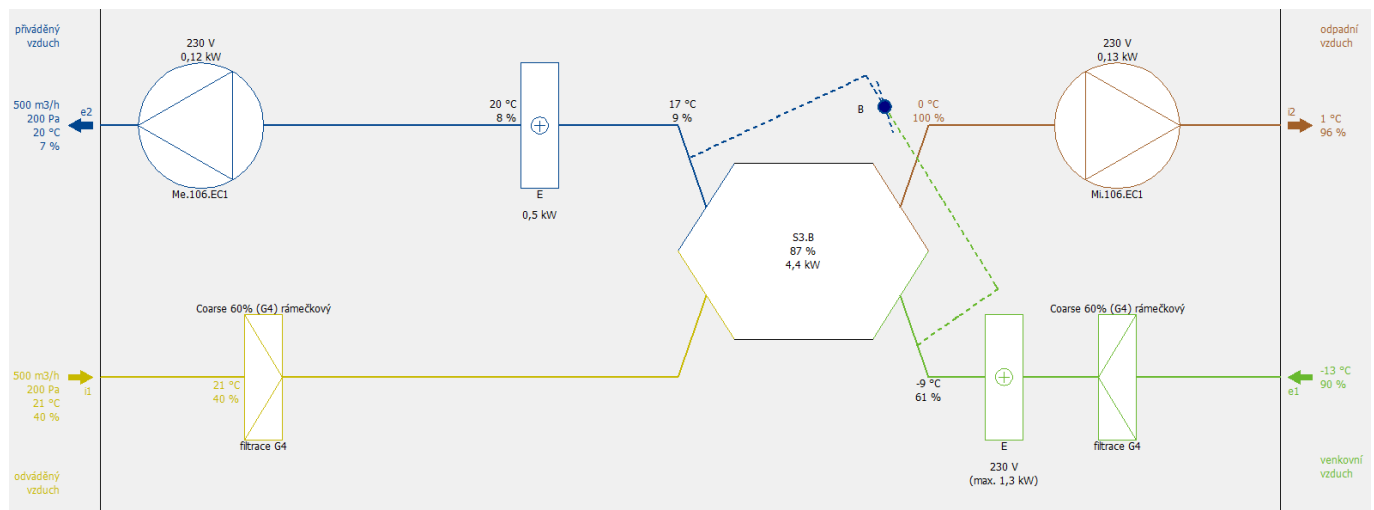 přiváděný
vzduch
230 V
0,12 kW
230 V
0,13 kW
odpadní
vzduch
500 m3/h
200 Pa
20 °C
7 %
e2
20 °C
8 %
17 °C
9 %
B
0 °C
100 %
i2
1 °C
96 %
Me.106.EC1
E
0,5 kW
Mi.106.EC1
S3.B
87 %
4,4 kW
Coarse 60% (G4) rámečkový
Coarse 60% (G4) rámečkový
500 m3/h
200 Pa
21 °C
40 %
i1
21 °C
40 %
-9 °C
61 %
-13 °C
90 %
e1
filtrace G4
E
filtrace G4
230 V
(max. 1,3 kW)
odváděný
vzduch
venkovní
vzduch